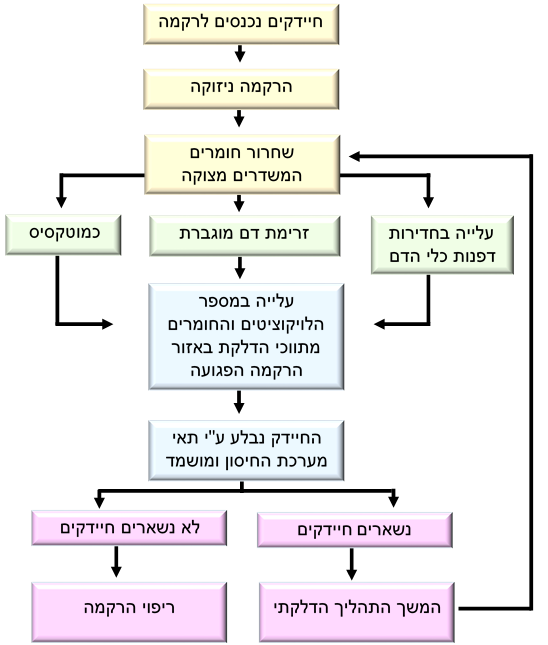 חיידקים נכנסים לרקמה
הרקמה ניזוקה
שחרור חומרים
המשדרים מצוקה
עלייה בחדירות
דפנות כלי הדם
זרימת דם מוגברת
כמוטקסיס
עלייה במספר
הלויקוציטים והחומרים
מתווכי הדלקת באזור
הרקמה הפגועה
החיידק נבלע ע"י תאי
מערכת החיסון ומושמד
נשארים חיידקים
לא נשארים חיידקים
המשך התהליך הדלקתי
ריפוי הרקמה